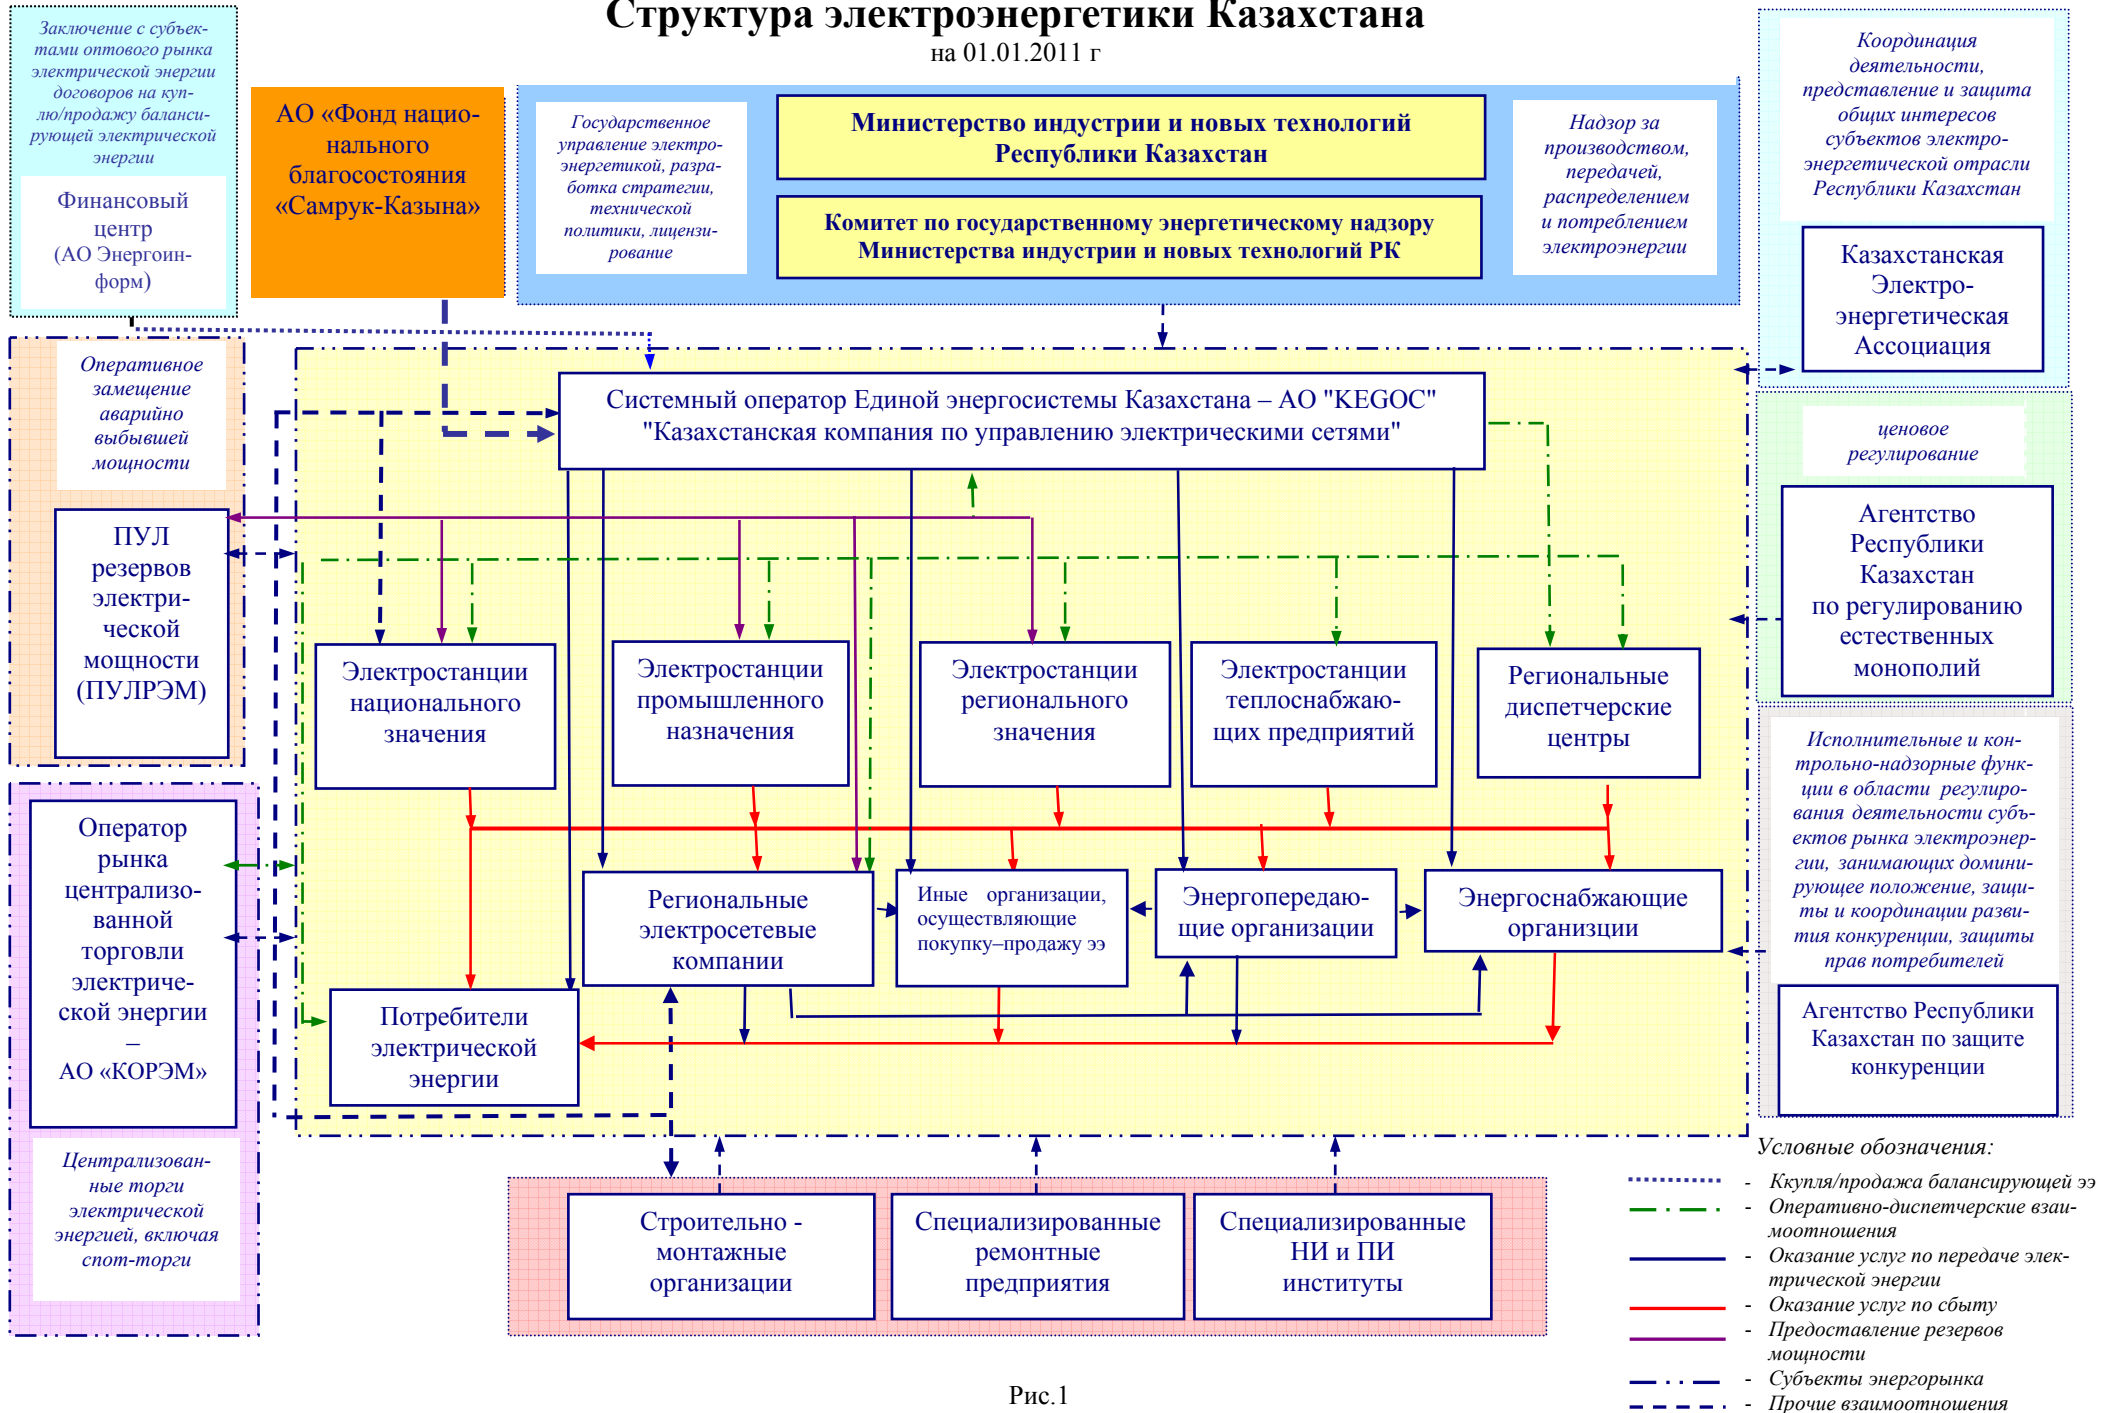 Структура электроэнергетики Казахстана
на 01.01.2011 г
Заключение с субъек-
тами оптового рынка
электрической энергии
договоров на куп-
лю/продажу баланси-
рующей электрической
энергии
Финансовый
центр
(АО Энергоин-
форм)
АО «Фонд нацио-
нального
благосостояния
«Самрук-Казына»
Государственное
управление электро-
энергетикой, разра-
ботка стратегии,
технической
политики, лицензи-
рование
Министерство индустрии и новых технологий
Республики Казахстан
Комитет по государственному энергетическому надзору
Министерства индустрии и новых технологий РК
Надзор за
производством,
передачей,
распределением
и потреблением
электроэнергии
Координация
деятельности,
представление и защита
общих интересов
субъектов электро-
энергетической отрасли
Республики Казахстан
Казахстанская
Электро-
энергетическая
Ассоциация
Оперативное
замещение
аварийно
выбывшей
мощности
ПУЛ
резервов
электри-
ческой
мощности
(ПУЛРЭМ)
Системный оператор Единой энергосистемы Казахстана – АО "KEGOC"
"Казахстанская компания по управлению электрическими сетями"
ценовое
регулирование
Агентство
Республики
Казахстан
по регулированию
естественных
монополий
Электростанции
национального
значения
Электростанции
промышленного
назначения
Электростанции
регионального
значения
Электростанции
теплоснабжаю-
щих предприятий
Региональные
диспетчерские
центры
Исполнительные и кон-
трольно-надзорные функ-
ции в области регулиро-
вания деятельности субъ-
ектов рынка электроэнер-
гии, занимающих домини-
рующее положение, защи-
ты и координации разви-
тия конкуренции, защиты
прав потребителей
Агентство Республики
Казахстан по защите
конкуренции
Оператор
рынка
централизо-
ванной
торговли
электриче-
ской энергии
–
АО «КОРЭМ»
Централизован-
ные торги
электрической
энергией, включая
спот-торги
Региональные
электросетевые
компании
Иные организации,
осуществляющие
покупку–продажу ээ
Энергопередаю-
щие организации
Энергоснабжающие
организции
Потребители
электрической
энергии
Строительно -
монтажные
организации
Специализированные
ремонтные
предприятия
Специализированные
НИ и ПИ
институты
Условные обозначения:
- Ккупля/продажа балансирующей ээ
- Оперативно-диспетчерские взаи-
моотношения
- Оказание услуг по передаче элек-
трической энергии
- Оказание услуг по сбыту
- Предоставление резервов
мощности
- Субъекты энергорынка
- Прочие взаимоотношения
Рис.1